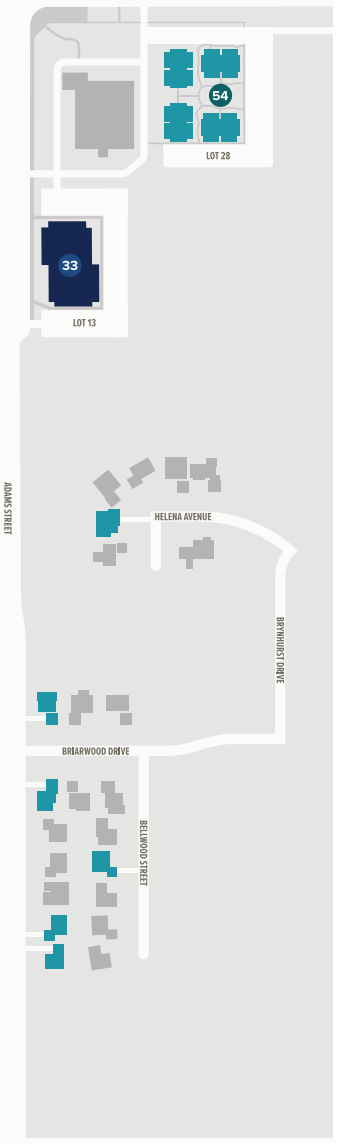 54
LOT 28
33
LOT 13
ADAMS STREET
HELENA AVENUE
BRYNHURST DRIVE
BRIARWOOD DRIVE
BELLWOOD STREET